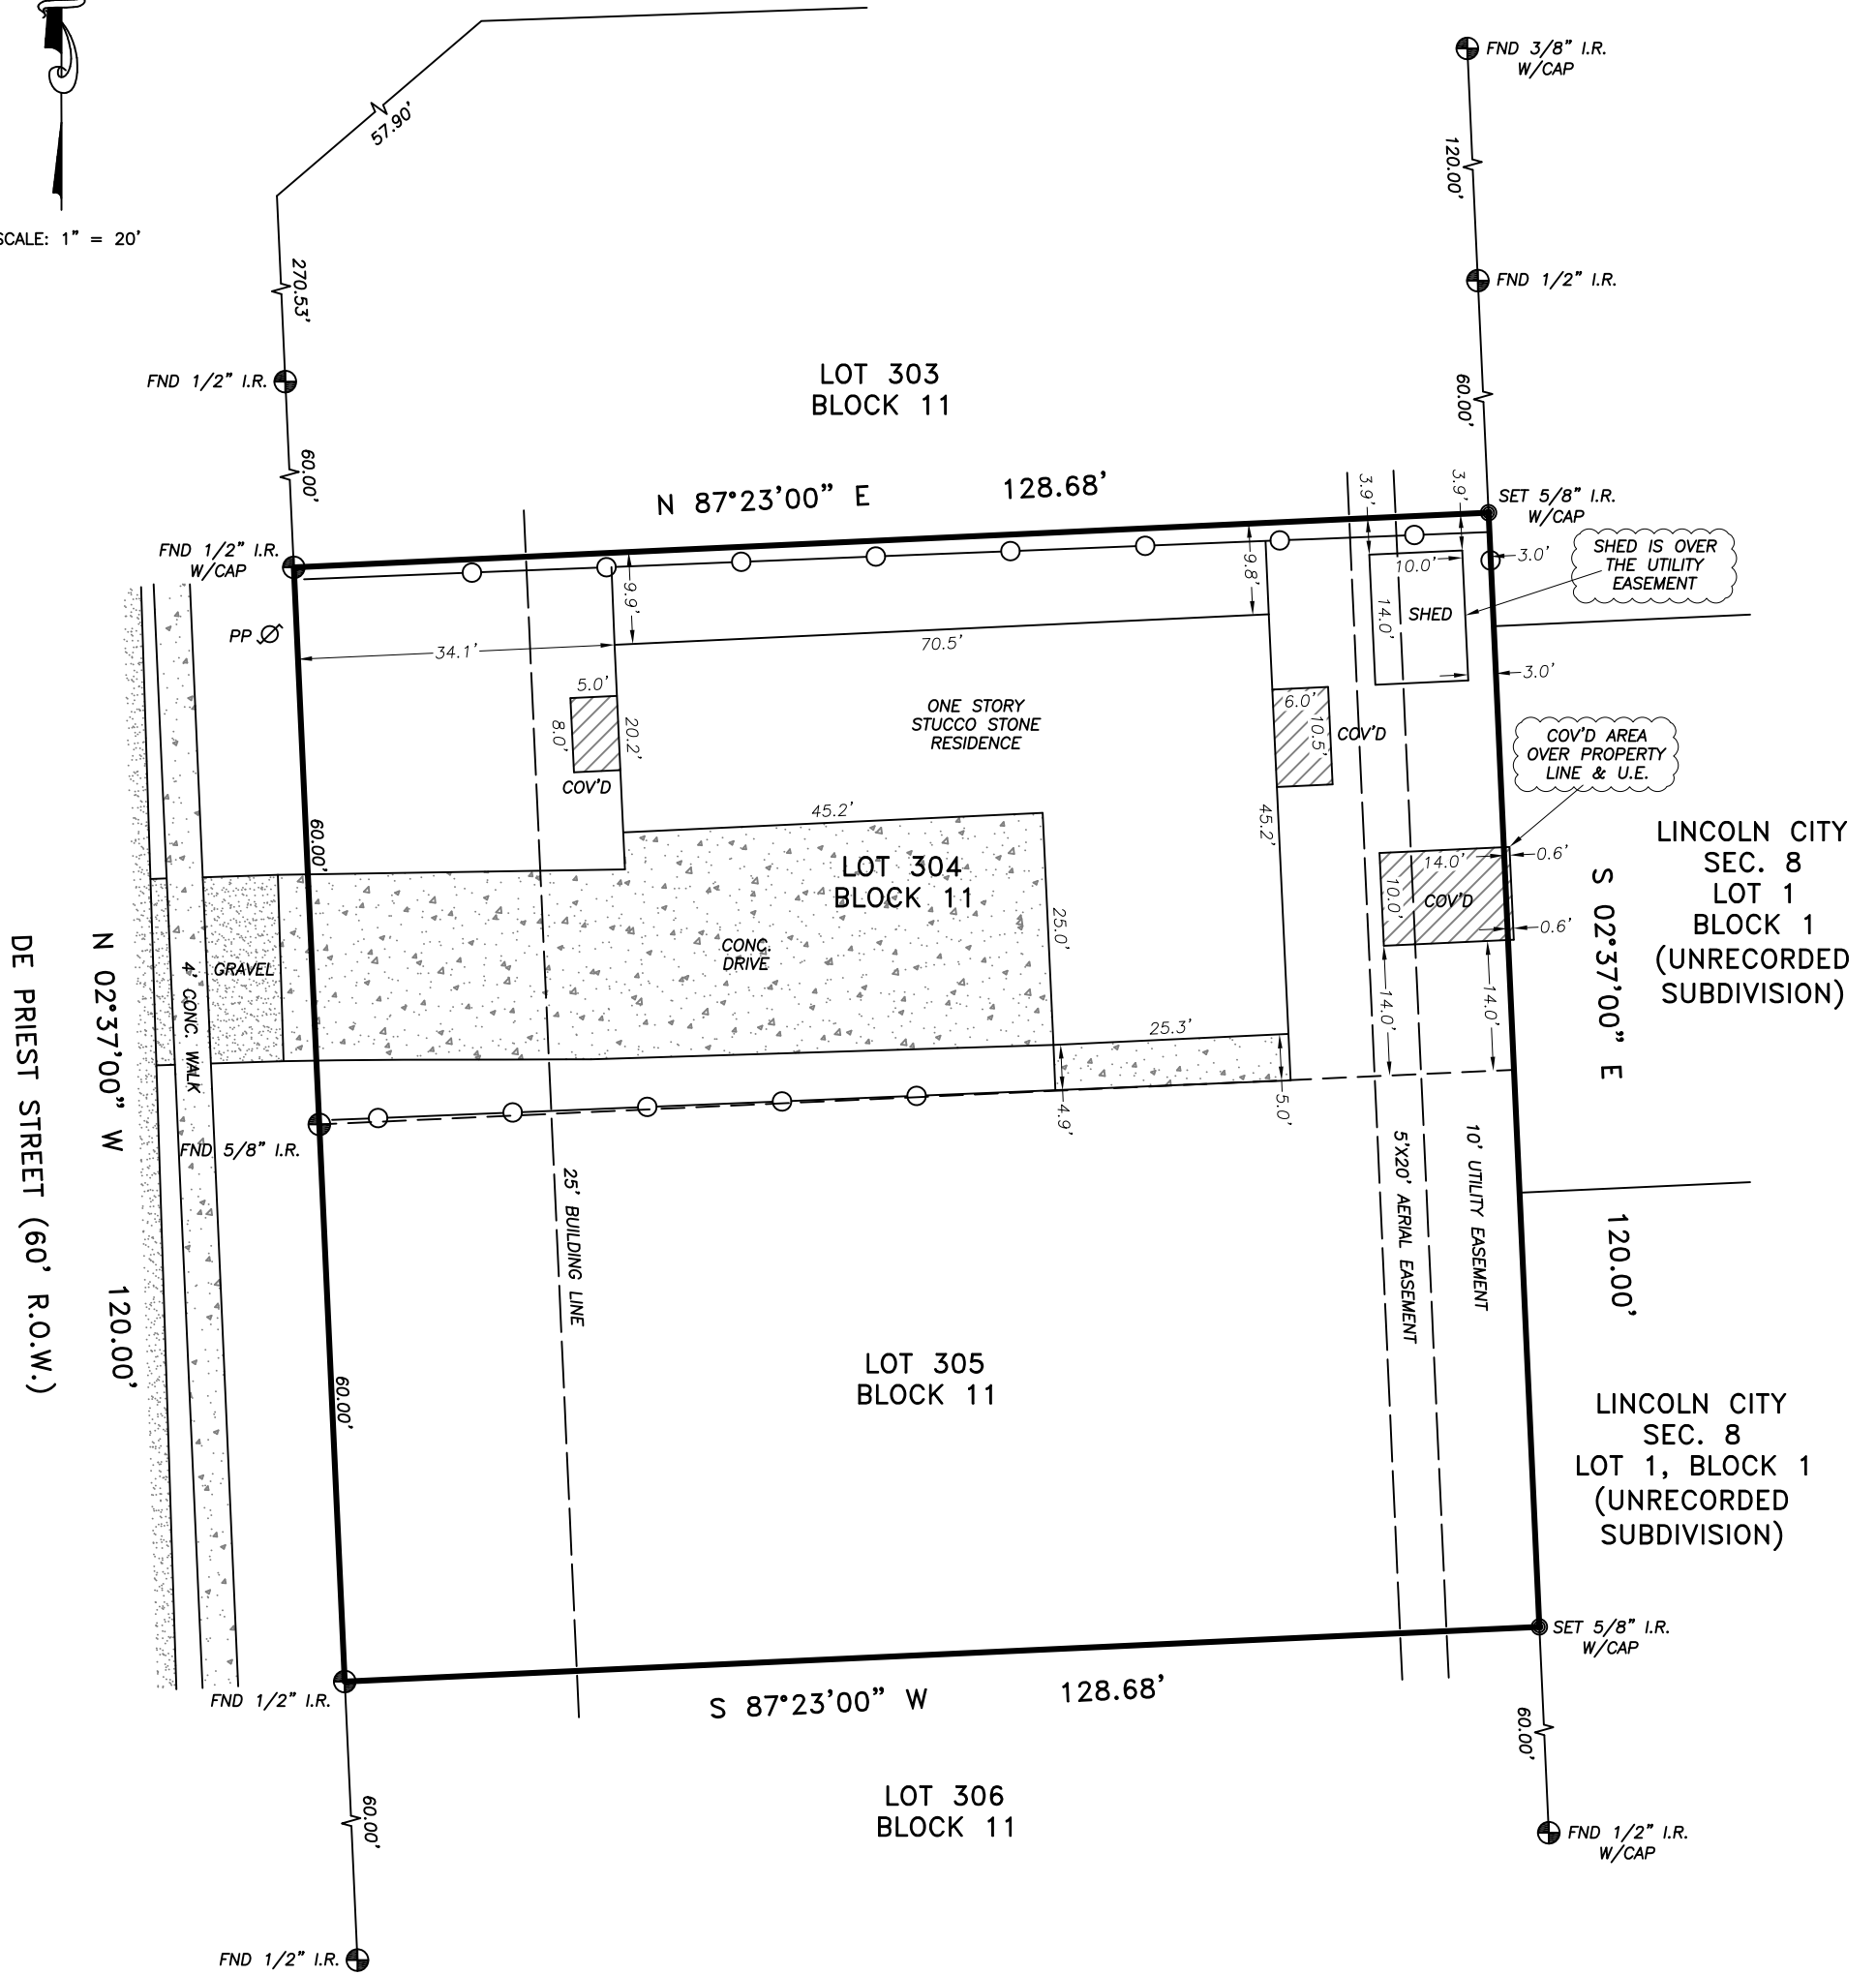 SCALE: 1" = 20'
57.90'
FND 3/8" I.R.
W/CAP
120.00'
270.53'
FND 1/2" I.R.
FND 1/2" I.R.
60.00'
LOT 303
BLOCK 11
60.00'
N 87°23'00" E 128.68'
3.9'
3.9'
SET 5/8" I.R.
W/CAP
FND 1/2" I.R.
W/CAP
PP
34.1'
9.9'
70.5'
9.8'
10.0'
14.0'
SHED
3.0'
SHED IS OVER
THE UTILITY
EASEMENT
3.0'
5.0'
8.0'
20.2'
COV'D
ONE STORY
STUCCO STONE
RESIDENCE
6.0'
10.5'
COV'D
COV'D AREA
OVER PROPERTY
LINE & U.E.
60.00'
45.2'
45.2'
LOT 304
BLOCK 11
14.0'
10.0'
COV'D
0.6'
0.6'
LINCOLN CITY
SEC. 8
LOT 1
BLOCK 1
(UNRECORDED
SUBDIVISION)
25.0'
CONC.
DRIVE
GRAVEL
4' CONC. WALK
25.3'
14.0'
14.0'
4.9'
5.0'
DE PRIEST STREET (60' R.O.W.)
N 02°37'00" W 120.00'
S 02°37'00" E 120.00'
FND 5/8" I.R.
25' BUILDING LINE
5'X20' AERIAL EASEMENT
10' UTILITY EASEMENT
60.00'
LOT 305
BLOCK 11
LINCOLN CITY
SEC. 8
LOT 1, BLOCK 1
(UNRECORDED
SUBDIVISION)
SET 5/8" I.R.
W/CAP
FND 1/2" I.R.
S 87°23'00" W 128.68'
60.00'
60.00'
LOT 306
BLOCK 11
FND 1/2" I.R.
W/CAP
FND 1/2" I.R.